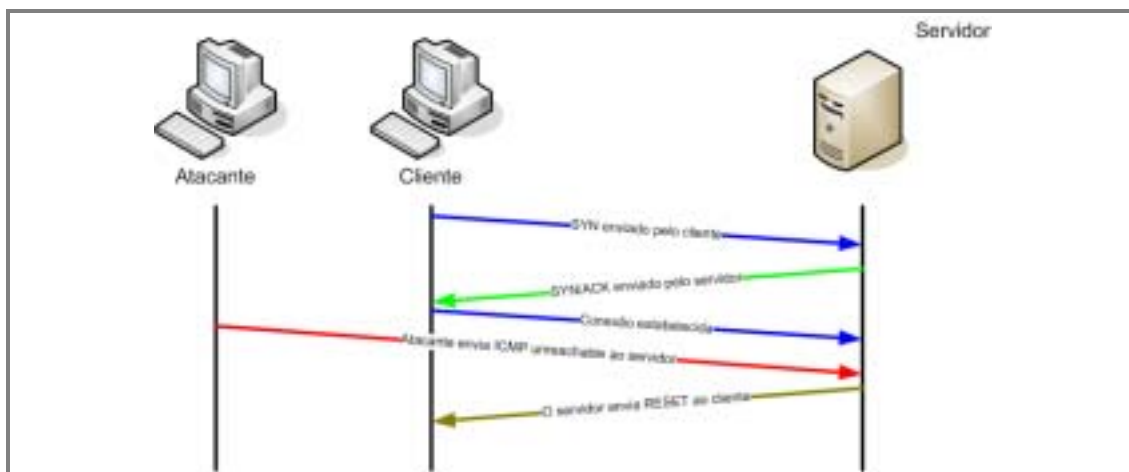 Servidor
Atacante
Cliente
SYN enviado pelo cliente
SYN/ACK enviado pelo servidor
Conexão estabelecida
Atacante envia ICMP unreachable ao servidor
O servidor envia RESET ao cliente